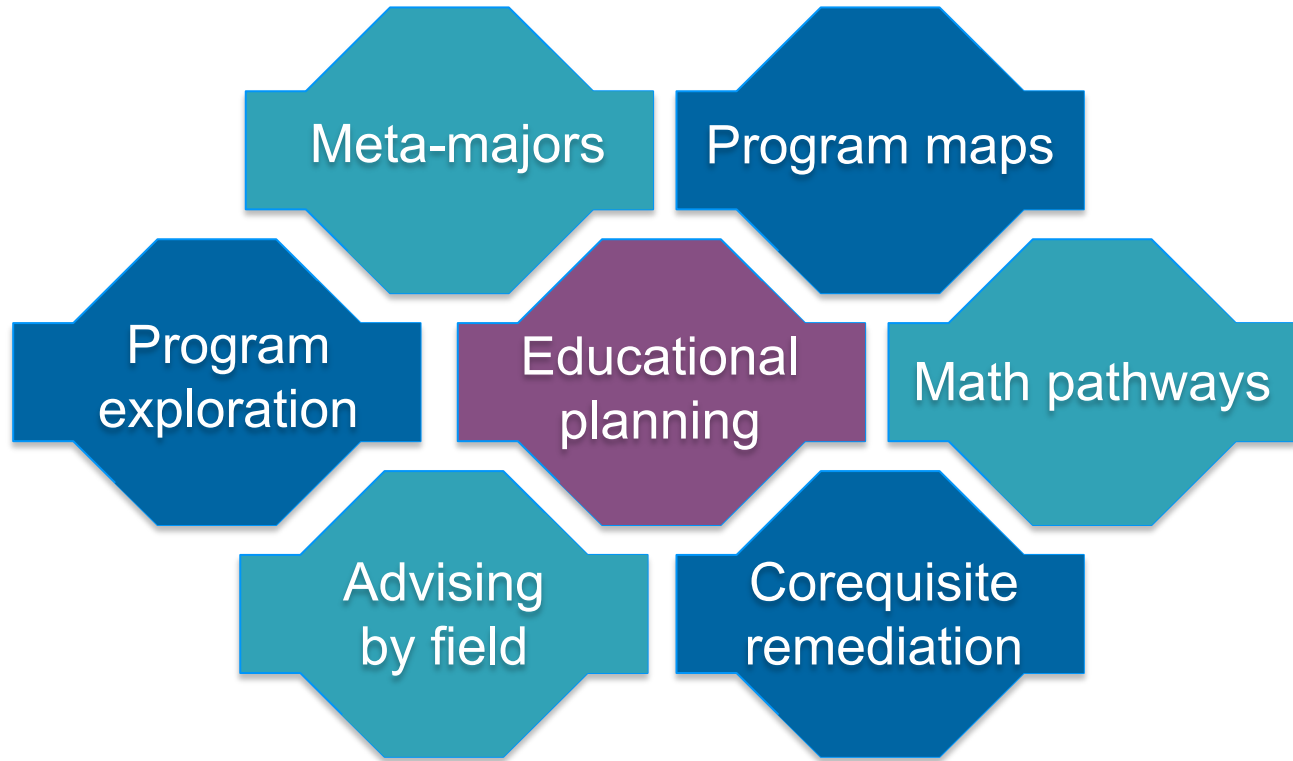 Meta-majors
Program maps
Program
exploration
Educational
planning
Math pathways
Advising
by field
Corequisite
remediation